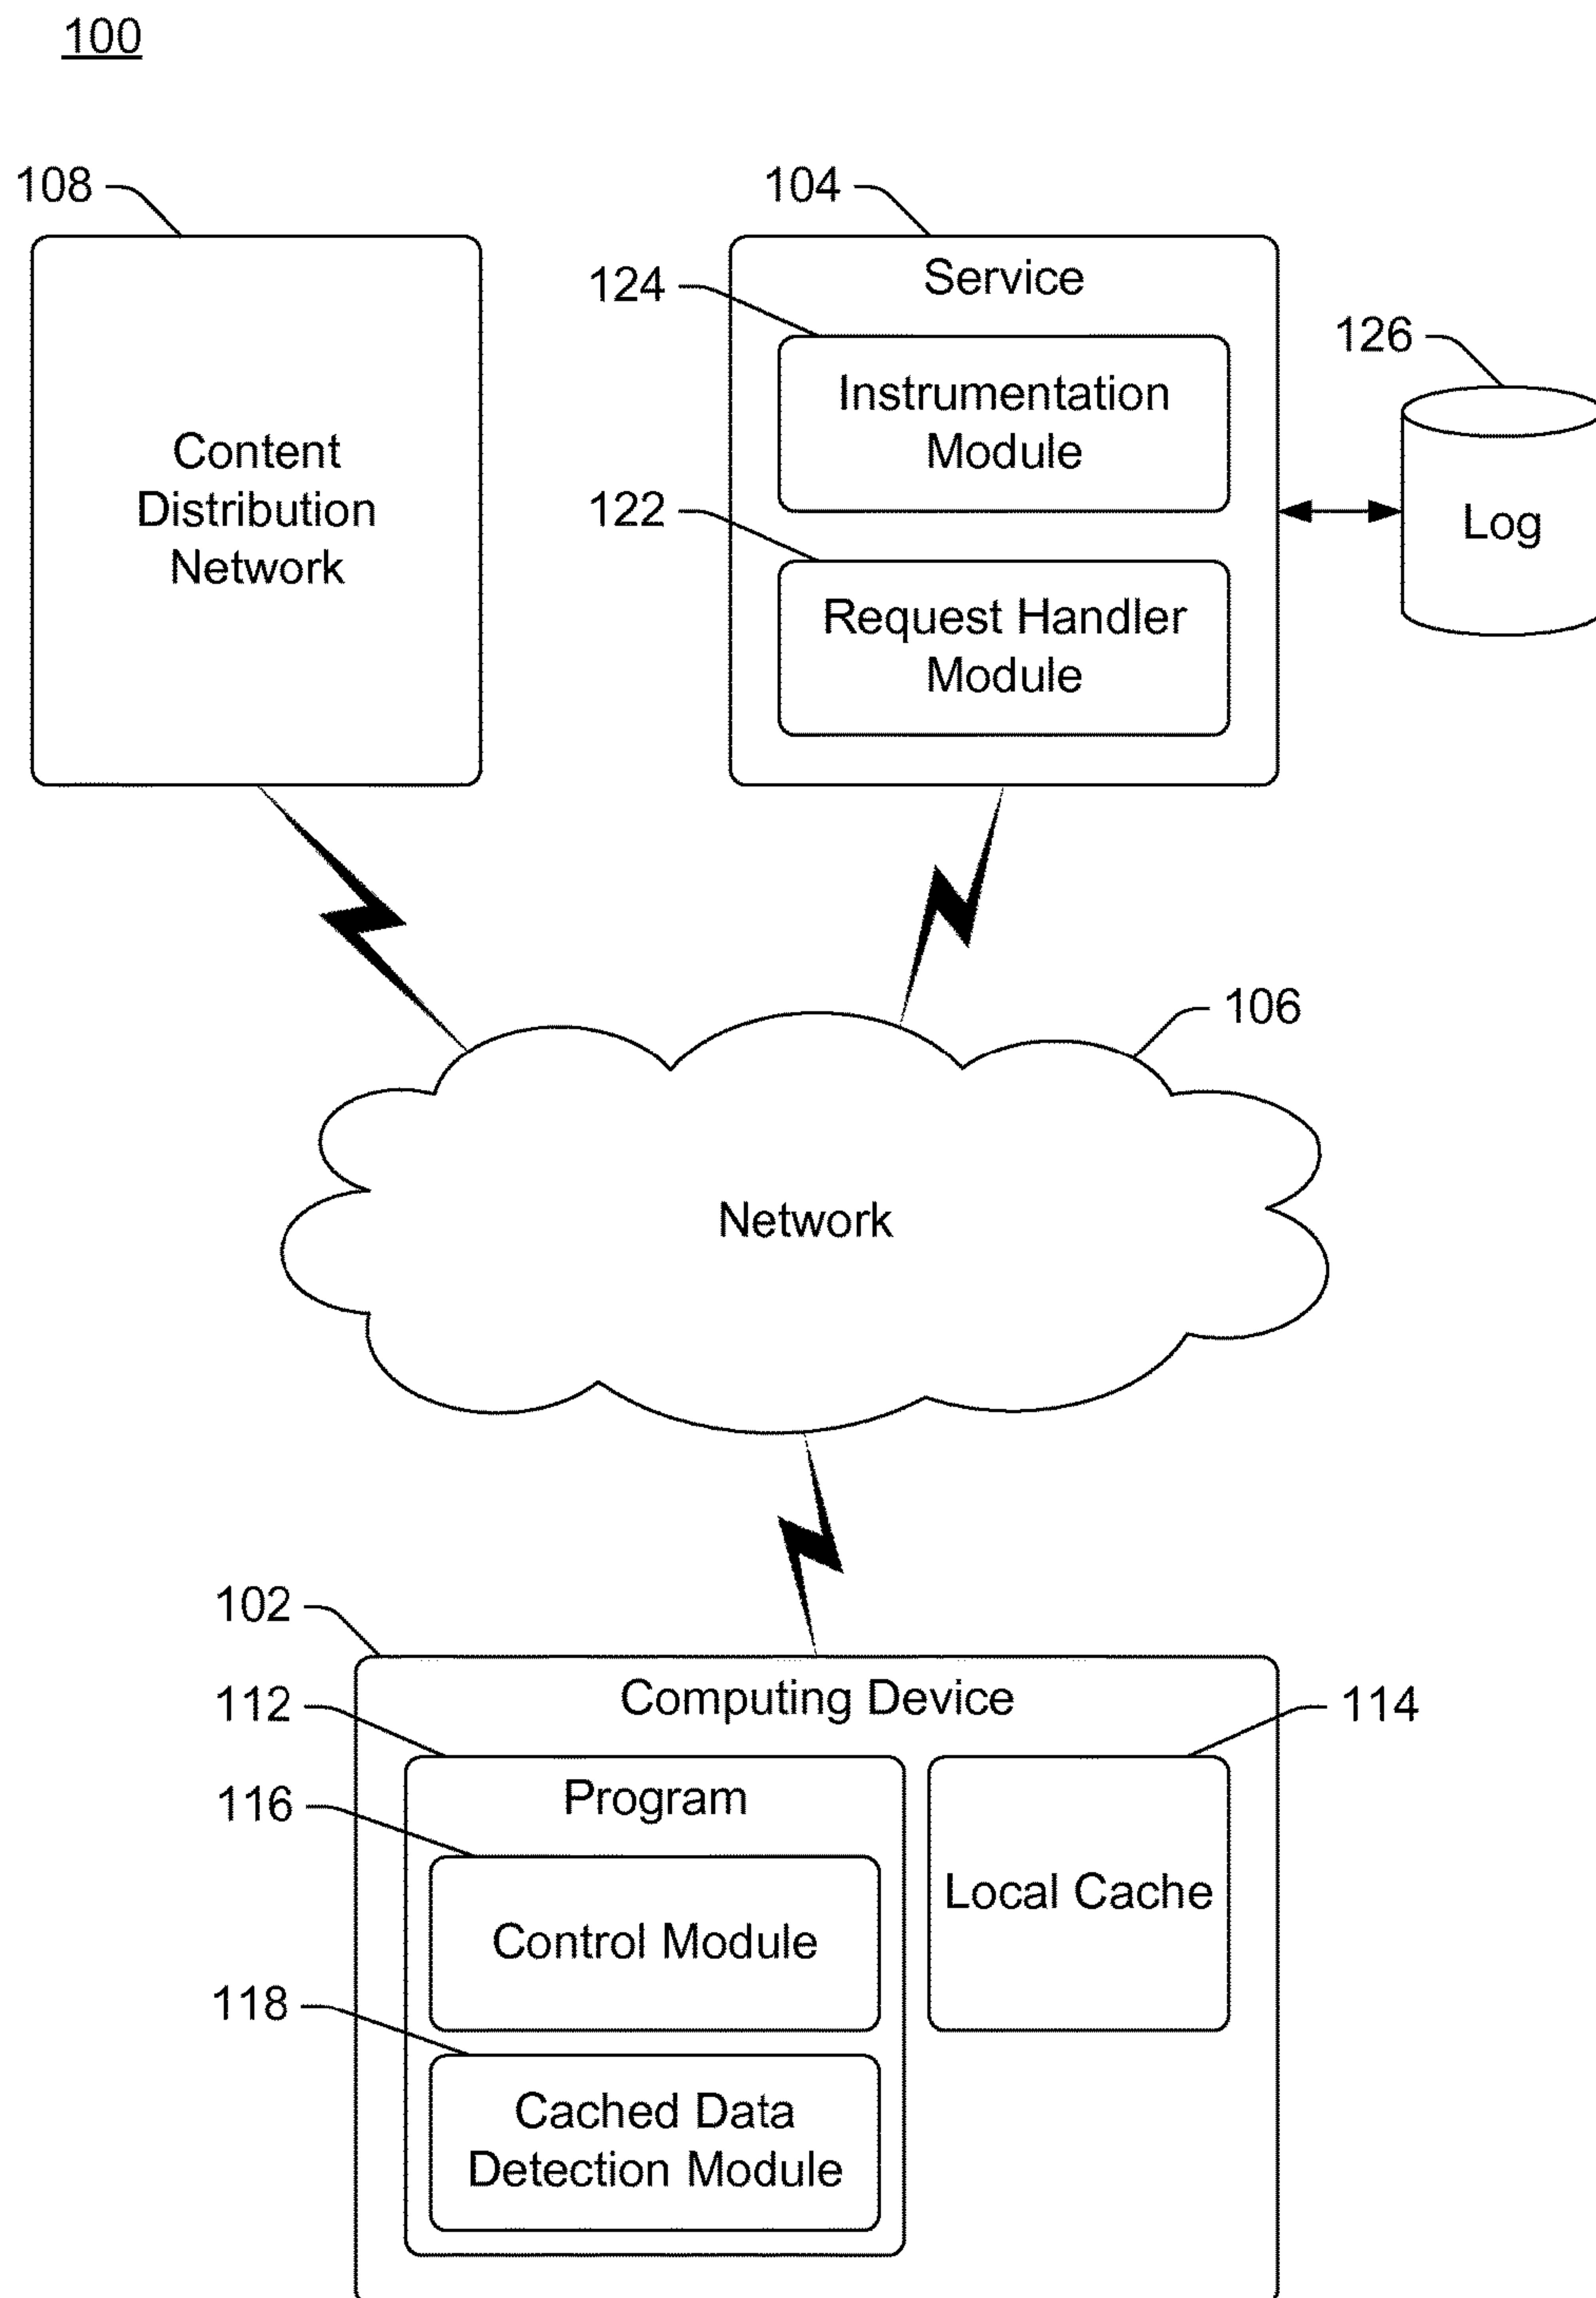 100
108
104
Service
124
Instrumentation
Module
126
Content
Distribution
Network
122
Log
Request Handler
Module
106
Network
102
Computing Device
112
114
Program
116
Local Cache
Control Module
118
Cached Data
Detection Module